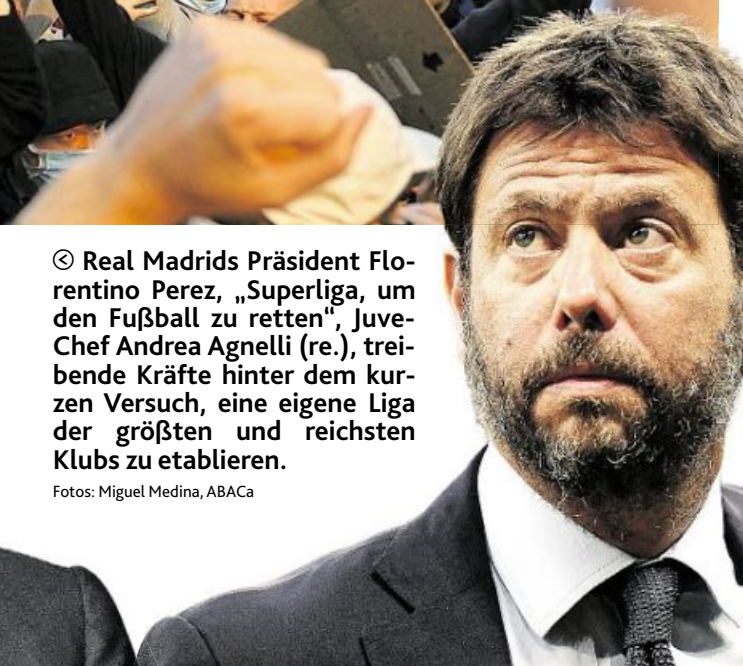 Real Madrids Präsident Flo-
rentino Perez, „Superliga, um
den Fußball zu retten“, Juve-
Chef Andrea Agnelli (re.), trei-
bende Kräfte hinter dem kur-
zen Versuch, eine eigene Liga
der größten und reichsten
Klubs zu etablieren.
Fotos: Miguel Medina, ABACa